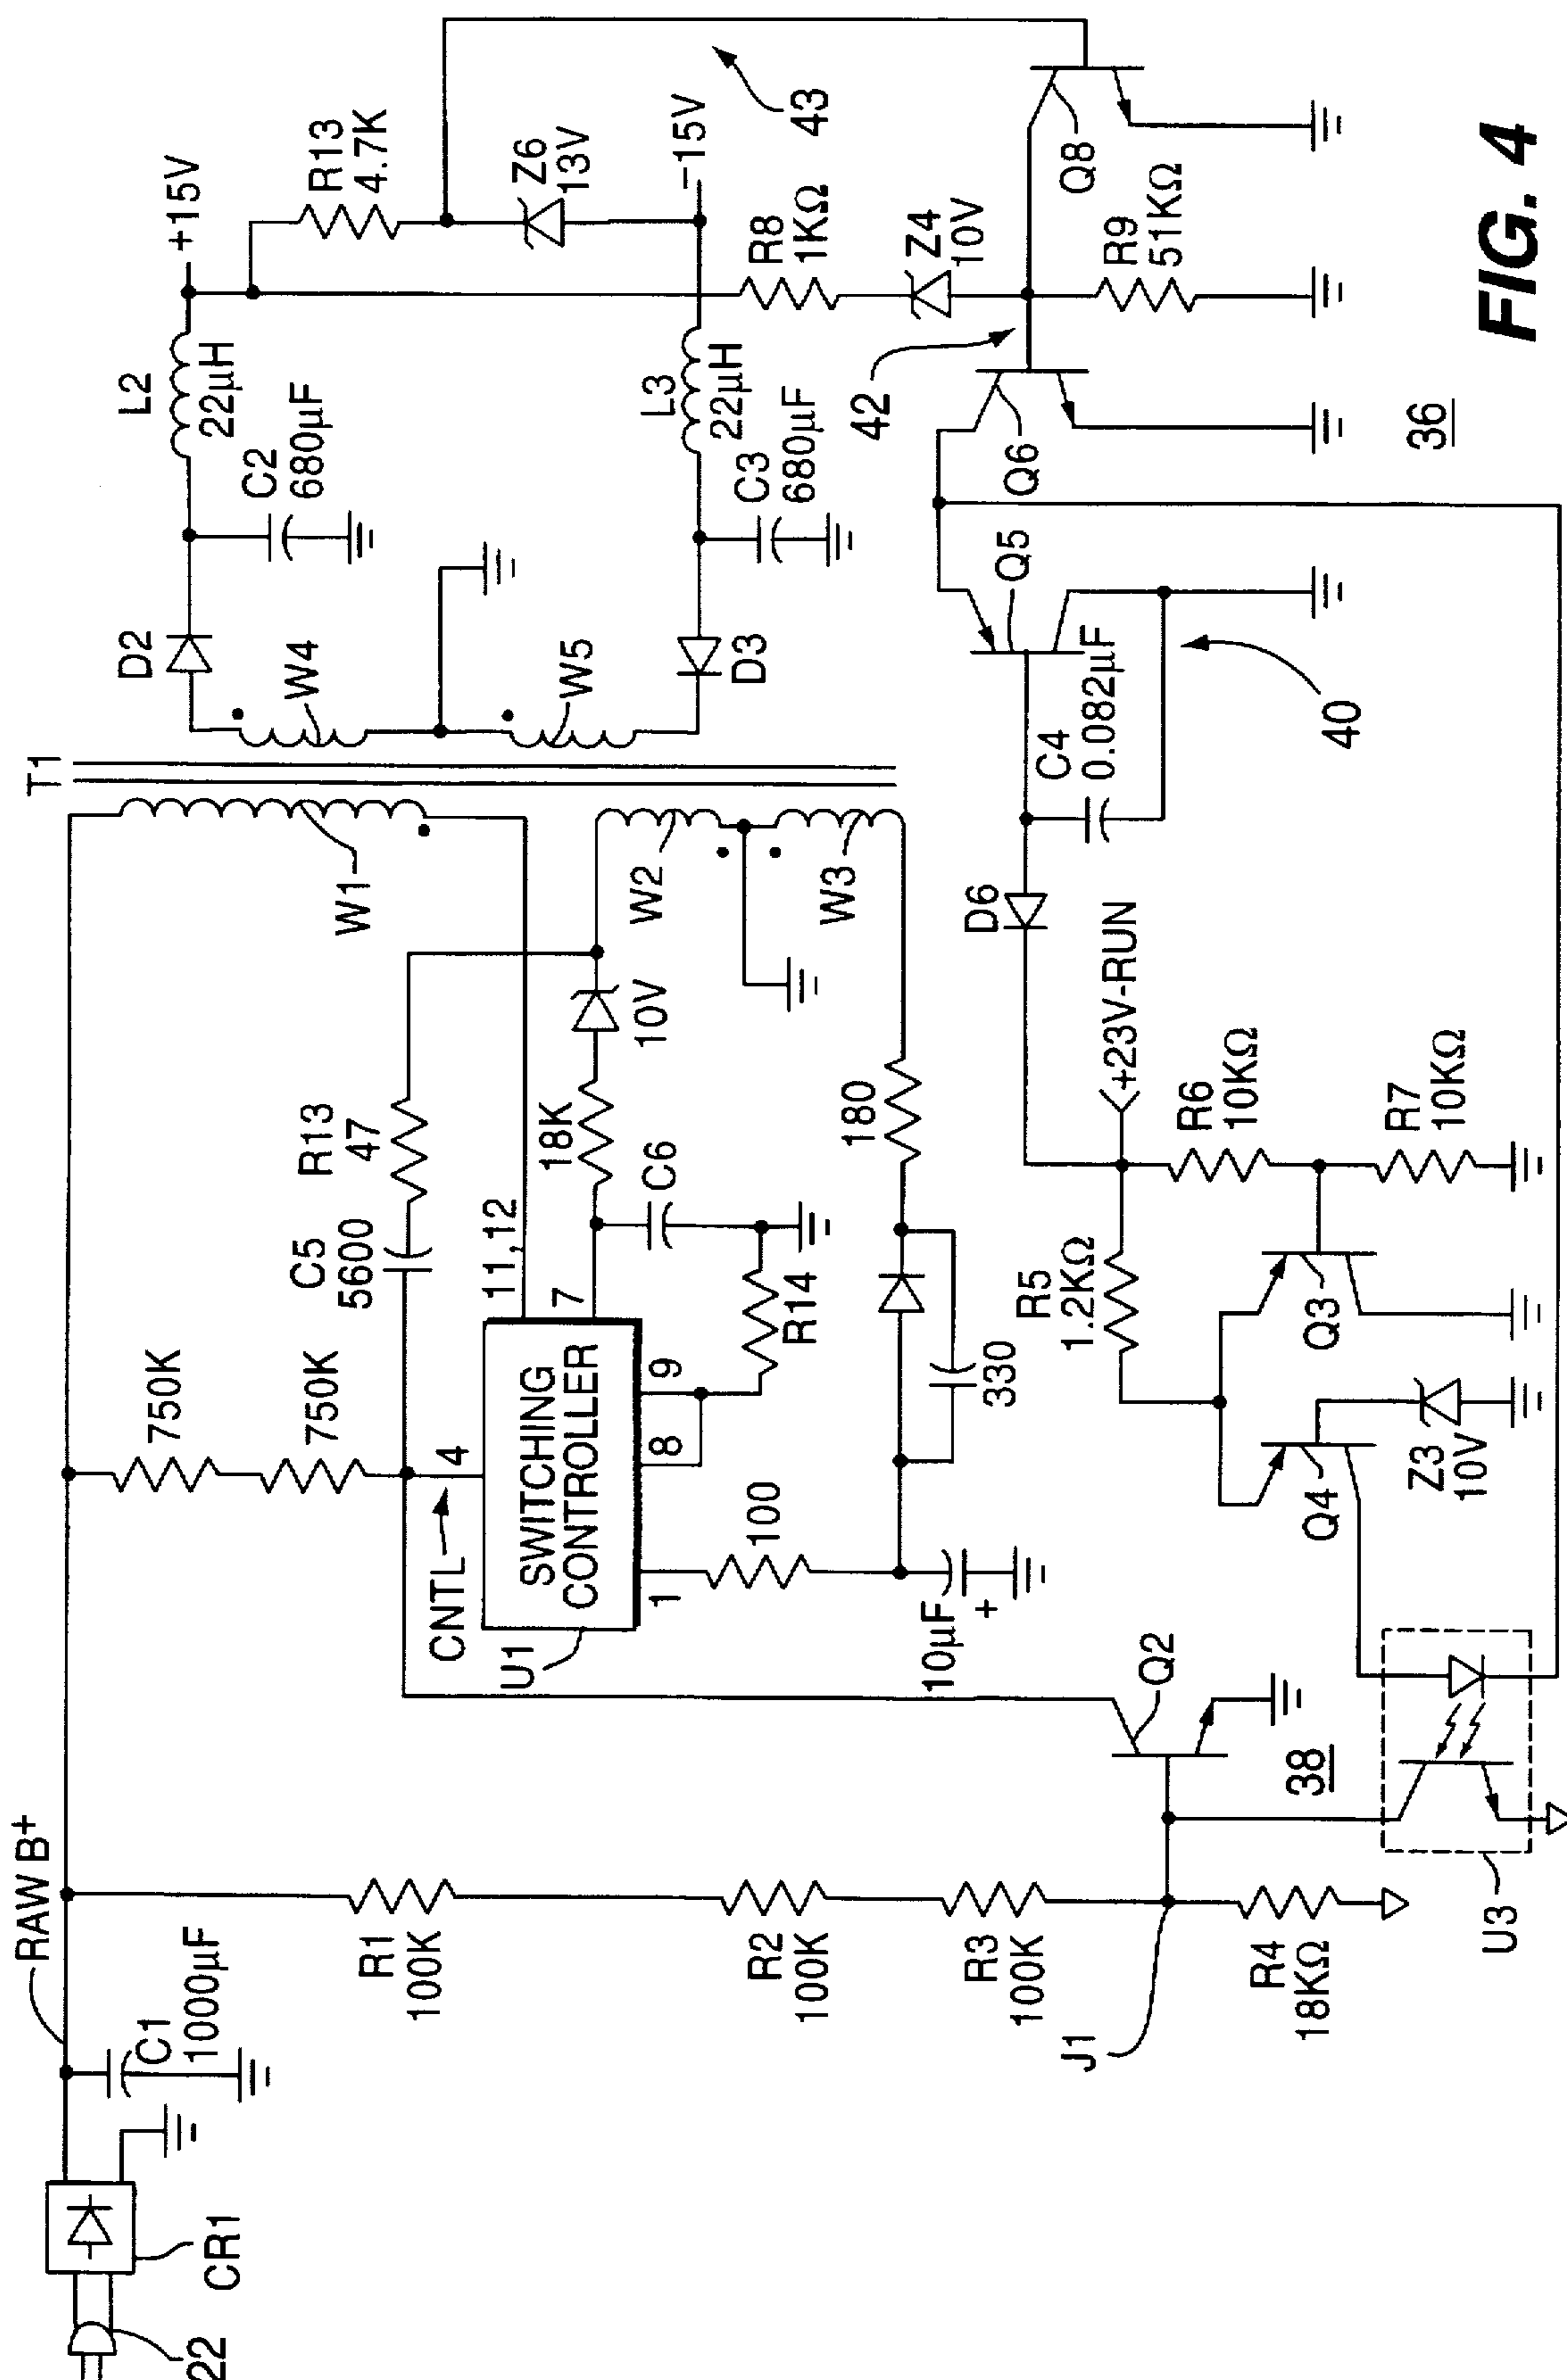 RAW B+
22
CR1
C1
1000µF
R1
100K
R2
100K
R3
100K
J1
R4
18KΩ
U3
38
Q2
750K
750K
CNTL
4
U1
SWITCHING
CONTROLLER
11,12
7
1
8
9
100
10µF
+
C5
5600
R13
47
18K
10V
C6
R14
330
180
T1
W1
W2
W3
W4
W5
D2
D3
C2
680µF
C3
680µF
L2
22µH
L3
22µH
+15V
-15V
R13
4.7K
Z6
13V
43
R8
1KΩ
Z4
10V
R9
51KΩ
Q8
42
Q6
Q5
C4
0.082µF
40
D6
+23V-RUN
R5
1.2KΩ
R6
10KΩ
R7
10KΩ
Q3
Q4
Z3
10V
36
FIG. 4